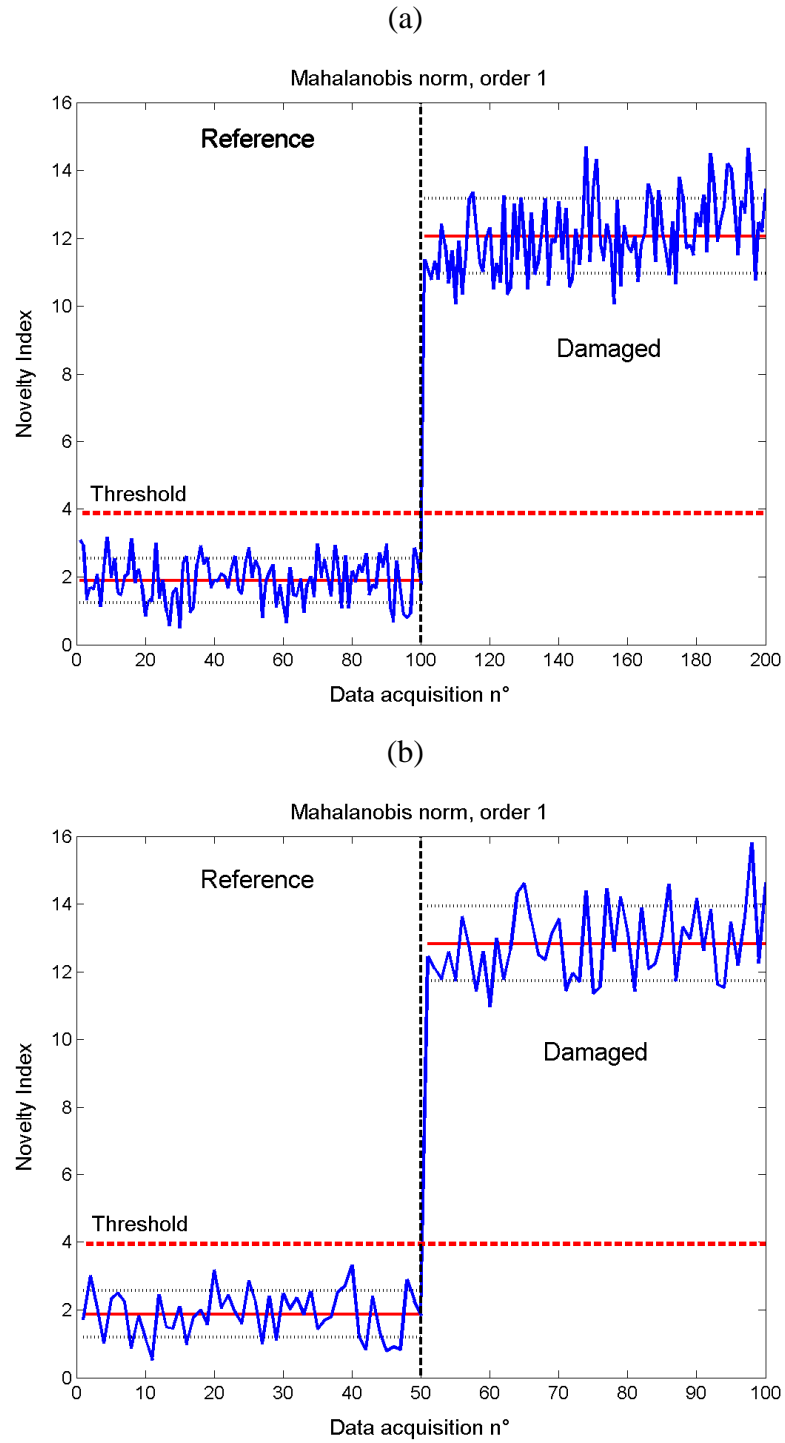 (a)
Mahalanobis norm, order 1
16
14
12
10
8
6
4
2
0
Novelty Index
Reference
Damaged
Threshold
0 20 40 60 80 100 120 140 160 180 200
Data acquisition n°
(b)
Mahalanobis norm, order 1
16
14
12
10
8
6
4
2
0
Novelty Index
Reference
Damaged
Threshold
0 10 20 30 40 50 60 70 80 90 100
Data acquisition n°